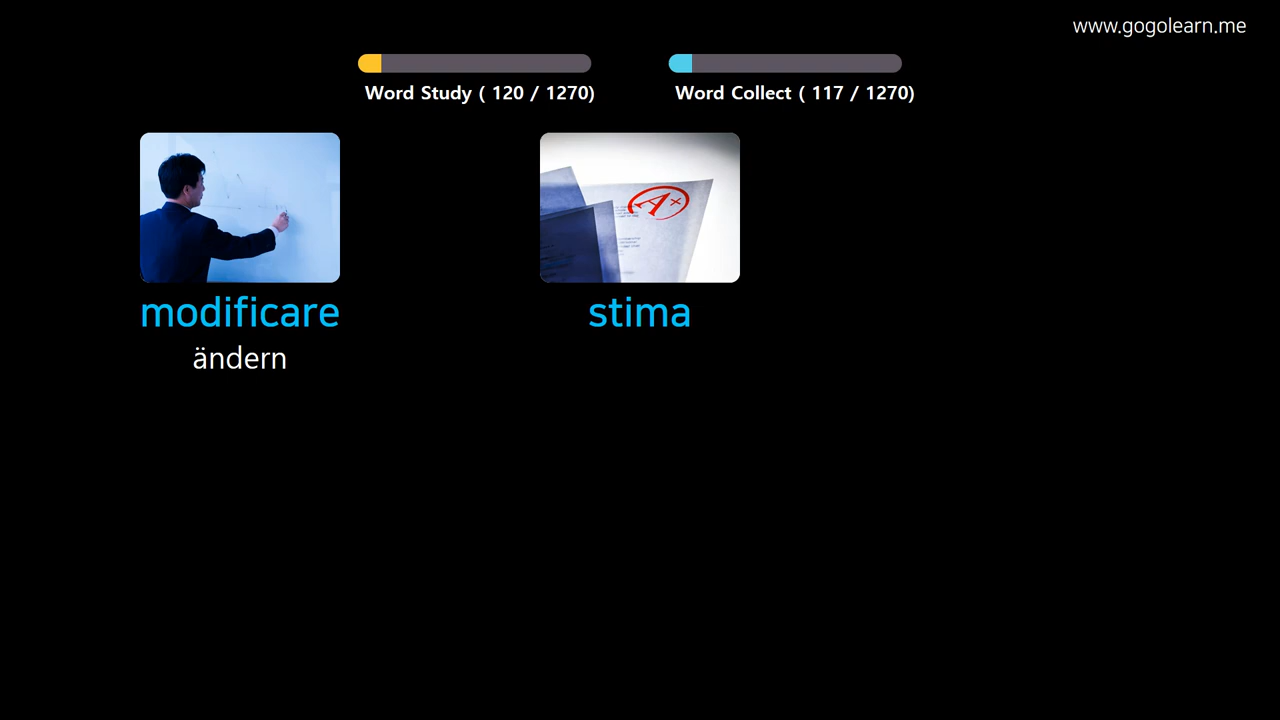 www.gogolearn.me
Word Study ( 120 / 1270)
Word Collect ( 117 / 1270)
A+
modificare
stima
ändern